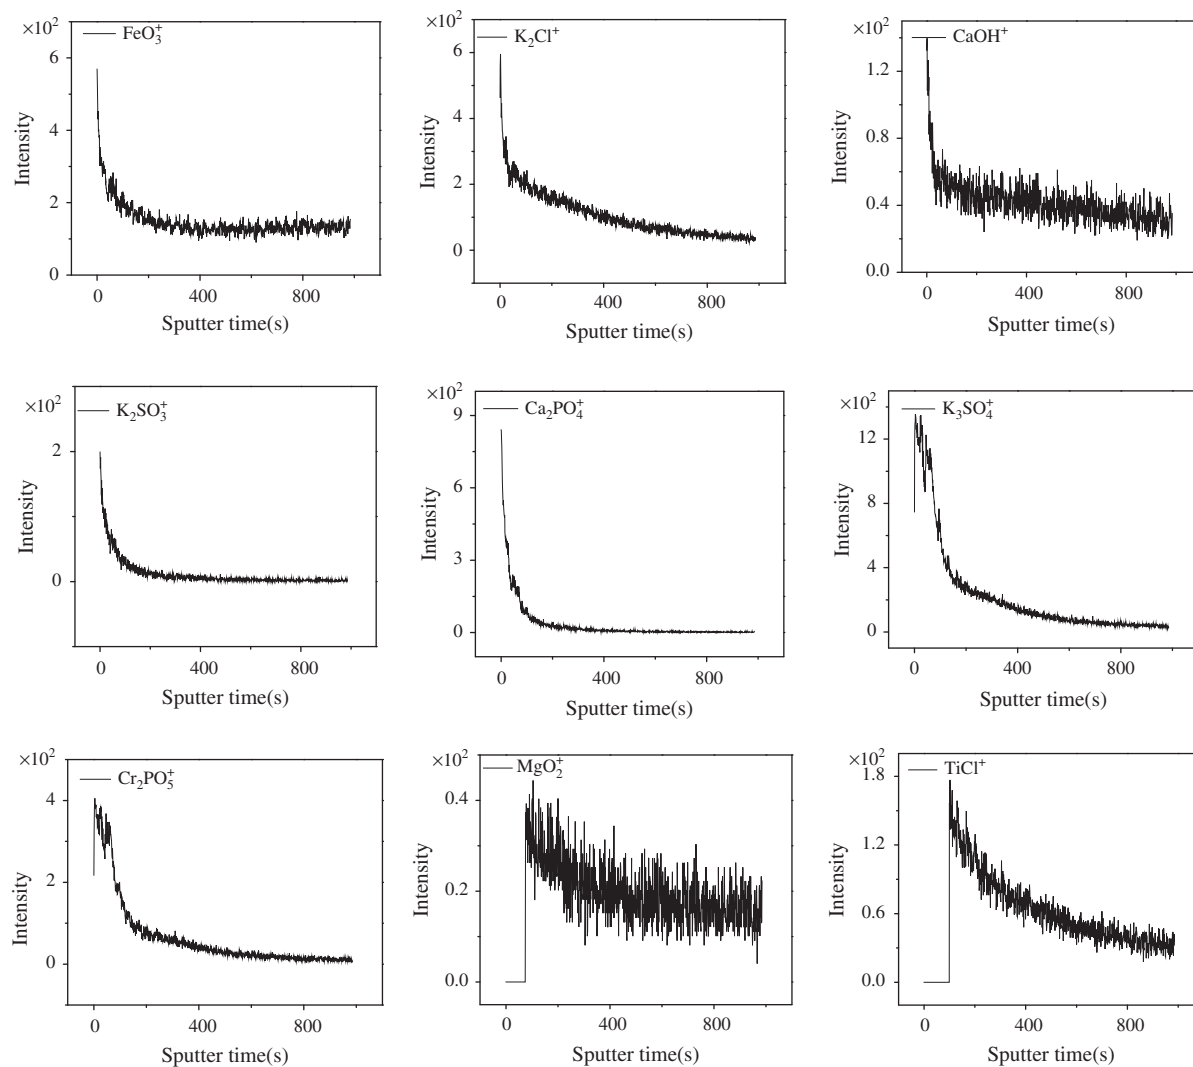 ×10²
FeO₃⁺
6
4
2
0
Intensity
0 400 800
Sputter time(s)
×10²
K₂Cl⁺
6
4
2
0
Intensity
0 400 800
Sputter time(s)
×10²
CaOH⁺
1.2
0.8
0.4
0.0
Intensity
0 400 800
Sputter time(s)
×10²
K₂SO₃⁺
2
0
Intensity
0 400 800
Sputter time(s)
×10²
Ca₂PO₄⁺
9
6
3
0
Intensity
0 400 800
Sputter time(s)
×10²
K₃SO₄⁺
12
8
4
0
Intensity
0 400 800
Sputter time(s)
×10²
Cr₂PO₅⁺
4
2
0
Intensity
0 400 800
Sputter time(s)
×10²
MgO₂⁺
0.4
0.2
0.0
Intensity
0 400 800
Sputter time(s)
×10²
TiCl⁺
1.8
1.2
0.6
0.0
Intensity
0 400 800
Sputter time(s)